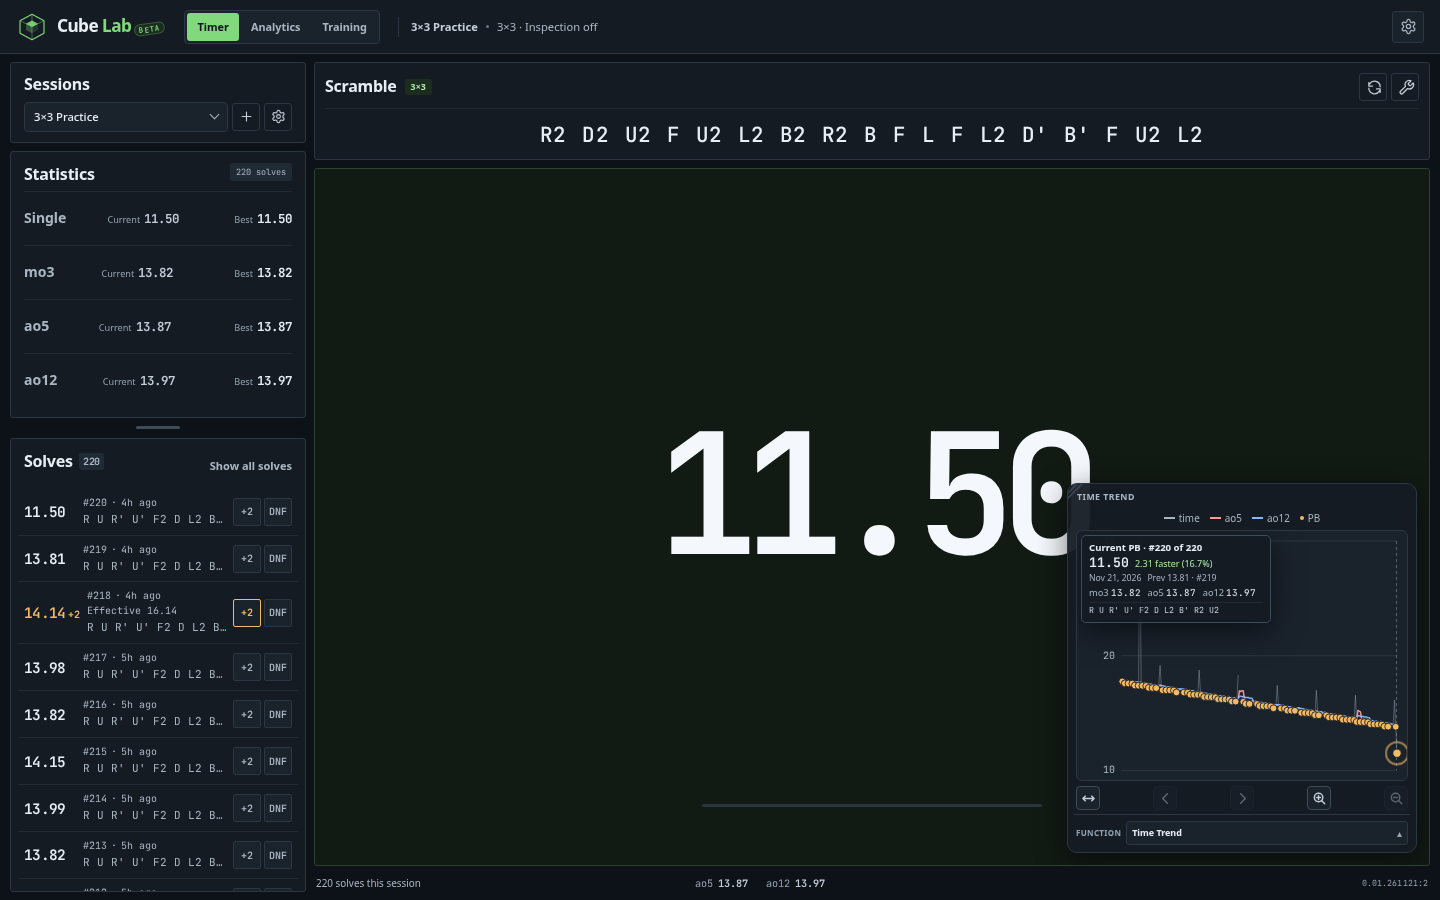 Cube Lab BETA
Timer Analytics Training
3×3 Practice • 3×3 · Inspection off
Sessions
3×3 Practice
Statistics 220 solves
Single Current 11.50 Best 11.50
mo3 Current 13.82 Best 13.82
ao5 Current 13.87 Best 13.87
ao12 Current 13.97 Best 13.97
Solves 220 Show all solves
#220 · 4h ago
11.50 R U R' U' F2 D L2 B… +2 DNF
#219 · 4h ago
13.81 R U R' U' F2 D L2 B… +2 DNF
#218 · 4h ago
14.14+2 Effective 16.14 +2 DNF
R U R' U' F2 D L2 B…
#217 · 5h ago
13.98 R U R' U' F2 D L2 B… +2 DNF
#216 · 5h ago
13.82 R U R' U' F2 D L2 B… +2 DNF
#215 · 5h ago
14.15 R U R' U' F2 D L2 B… +2 DNF
#214 · 5h ago
13.99 R U R' U' F2 D L2 B… +2 DNF
#213 · 5h ago
13.82 R U R' U' F2 D L2 B… +2 DNF
Scramble 3×3
R2 D2 U2 F U2 L2 B2 R2 B F L F L2 D' B' F U2 L2
11.50
TIME TREND
time ao5 ao12 PB
Current PB · #220 of 220
11.50 2.31 faster (16.7%)
Nov 21, 2026 Prev 13.81 · #219
mo3 13.82 ao5 13.87 ao12 13.97
R U R' U' F2 D L2 B' R2 U2
20
10
FUNCTION Time Trend
220 solves this session
ao5 13.87 ao12 13.97
0.01.261121:2